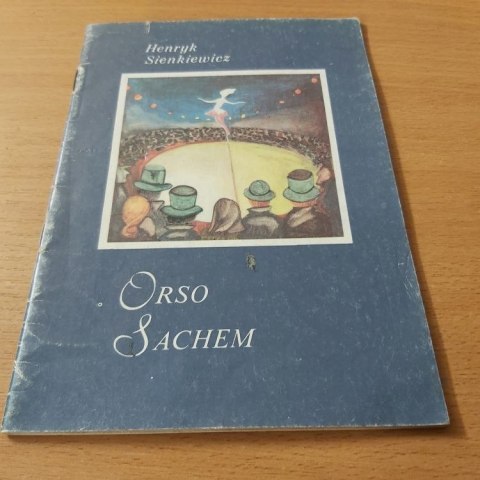 Henryk
Sienkiewicz
ORSO
SACHEM